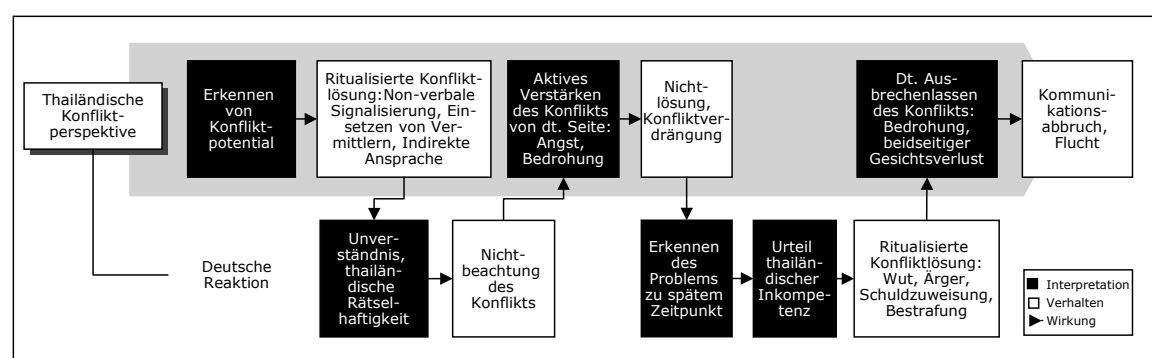 Thailändische
Konflikt-
perspektive
Erkennen
von
Konflikt-
potential
Ritualisierte Konflikt-
lösung:Non-verbale
Signalisierung, Ein-
setzen von Ver-
mittlern, Indirekte
Ansprache
Aktives
Verstärken
des Konflikts
von dt. Seite:
Angst,
Bedrohung
Nicht-
lösung,
Konfliktver-
drängung
Dt. Aus-
brechenlassen
des Konflikts:
Bedrohung,
beidseitiger
Gesichtsverlust
Kommuni-
kations-
abbruch,
Flucht
Deutsche
Reaktion
Unver-
ständnis,
thailän-
dische
Rätsel-
haftigkeit
Nicht-
beachtung
des
Konflikts
Erkennen
des
Problems
zu spätem
Zeitpunkt
Urteil
thailän-
discher
Inkompe-
tenz
Ritualisierte
Konfliktlösung:
Wut, Ärger,
Schuldzuweisung,
Bestrafung
Interpretation
Verhalten
Wirkung